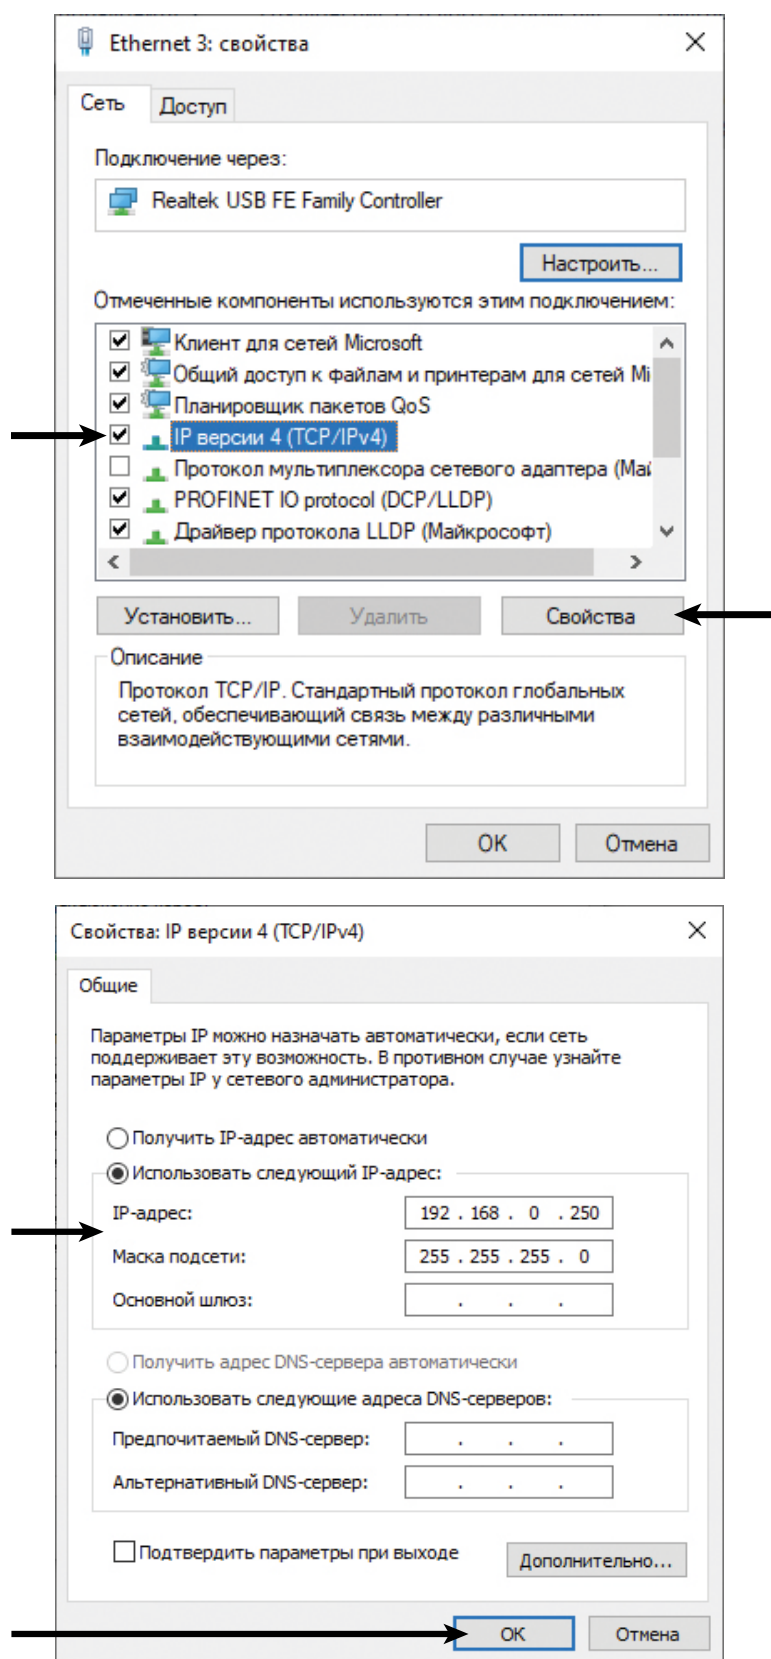 Ethernet 3: свойства
Сеть
Доступ
Подключение через:
Realtek USB FE Family Controller
Настроить...
Отмеченные компоненты используются этим подключением:
Клиент для сетей Microsoft
Общий доступ к файлам и принтерам для сетей Mi
Планировщик пакетов QoS
IP версии 4 (TCP/IPv4)
Протокол мультиплексора сетевого адаптера (Май
PROFINET IO protocol (DCP/LLDP)
Драйвер протокола LLDP (Майкрософт)
Установить...
Удалить
Свойства
Описание
Протокол TCP/IP. Стандартный протокол глобальных
сетей, обеспечивающий связь между различными
взаимодействующими сетями.
OK
Отмена
Свойства: IP версии 4 (TCP/IPv4)
Общие
Параметры IP можно назначать автоматически, если сеть
поддерживает эту возможность. В противном случае узнайте
параметры IP у сетевого администратора.
Получить IP-адрес автоматически
Использовать следующий IP-адрес:
IP-адрес: 192 . 168 . 0 . 250
Маска подсети: 255 . 255 . 255 . 0
Основной шлюз: . . .
Получить адрес DNS-сервера автоматически
Использовать следующие адреса DNS-серверов:
Предпочитаемый DNS-сервер: . . .
Альтернативный DNS-сервер: . . .
Подтвердить параметры при выходе
Дополнительно...
OK
Отмена